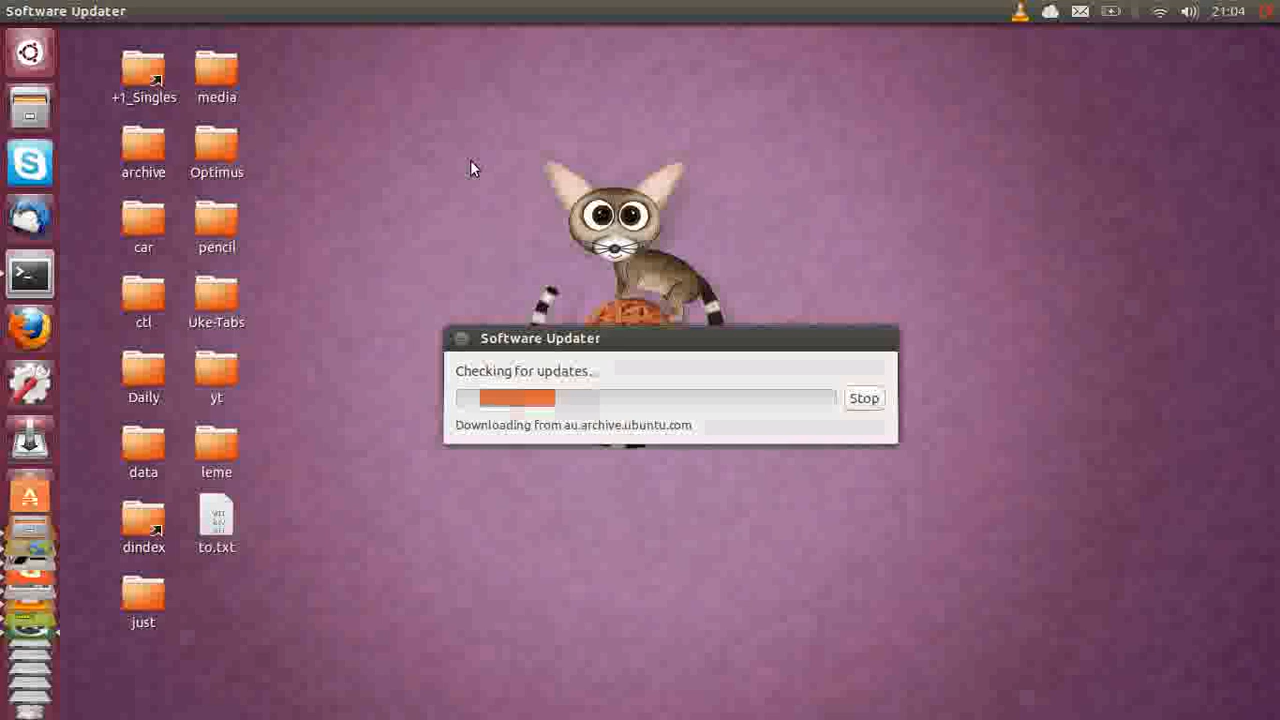 Software Updater
21:04
+1_Singles
media
archive
Optimus
car
pencil
ctl
Uke-Tabs
Daily
yt
data
leme
dindex
to.txt
just
Software Updater
Checking for updates.
Stop
Downloading from au.archive.ubuntu.com